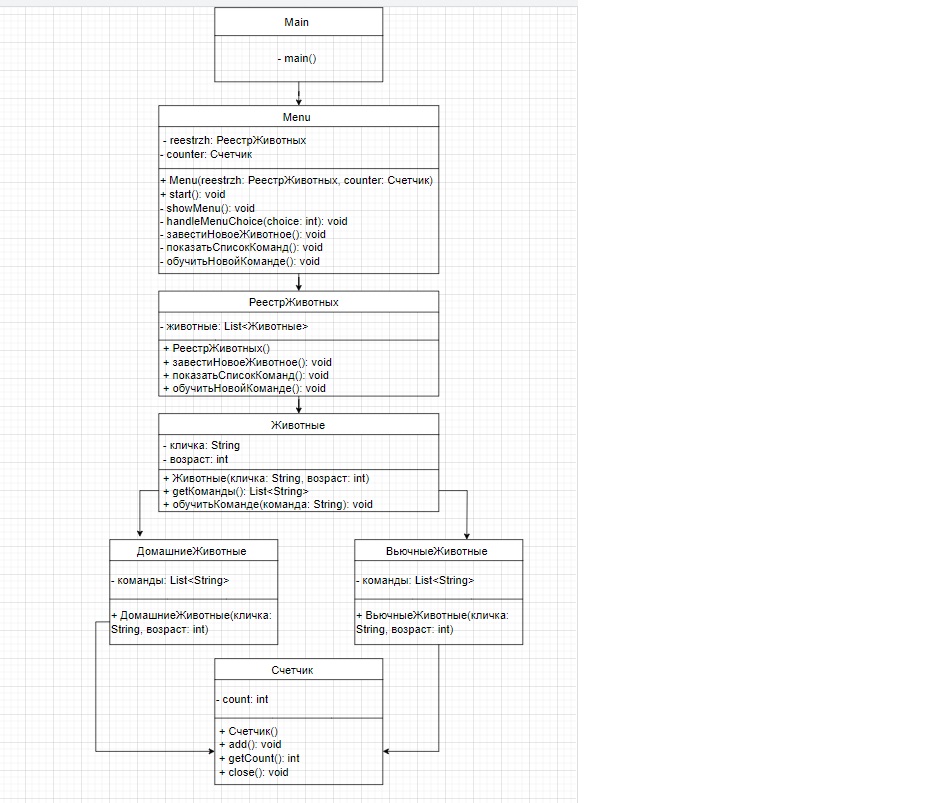 Main
- main()
Menu
- reestrzh: РеестрЖивотных
- counter: Счетчик
+ Menu(reestrzh: РеестрЖивотных, counter: Счетчик)
+ start(): void
- showMenu(): void
- handleMenuChoice(choice: int): void
- завестиНовоеЖивотное(): void
- показатьСписокКоманд(): void
- обучитьНовойКоманде(): void
РеестрЖивотных
- животные: List<Животные>
+ РеестрЖивотных()
+ завестиНовоеЖивотное(): void
+ показатьСписокКоманд(): void
+ обучитьНовойКоманде(): void
Животные
- кличка: String
- возраст: int
+ Животные(кличка: String, возраст: int)
+ getКоманды(): List<String>
+ обучитьКоманде(команда: String): void
ДомашниеЖивотные
- команды: List<String>
+ ДомашниеЖивотные(кличка:
String, возраст: int)
ВьючныеЖивотные
- команды: List<String>
+ ВьючныеЖивотные(кличка:
String, возраст: int)
Счетчик
- count: int
+ Счетчик()
+ add(): void
+ getCount(): int
+ close(): void